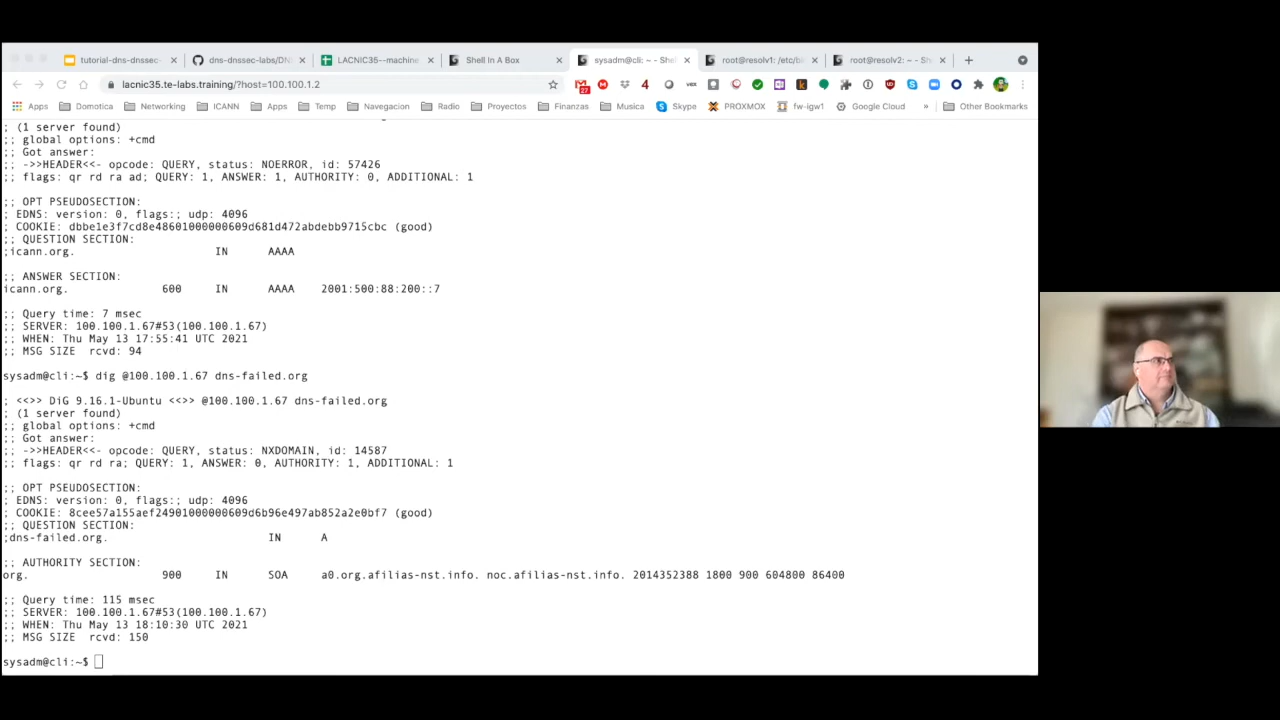 tutorial-dns-dnssec-
dns-dnssec-labs/DN
LACNIC35--machine
Shell In A Box
sysadm@cli: ~ - She
root@resolv1: /etc/bi
root@resolv2: ~ - Sh
lacnic35.te-labs.training/?host=100.100.1.2
Apps
Domotica
Networking
ICANN
Apps
Temp
Navegacion
Radio
Proyectos
Finanzas
Musica
Skype
PROXMOX
fw-igw1
Google Cloud
»
Other Bookmarks
; (1 server found)
;; global options: +cmd
;; Got answer:
;; ->>HEADER<<- opcode: QUERY, status: NOERROR, id: 57426
;; flags: qr rd ra ad; QUERY: 1, ANSWER: 1, AUTHORITY: 0, ADDITIONAL: 1
;; OPT PSEUDOSECTION:
; EDNS: version: 0, flags:; udp: 4096
; COOKIE: dbbe1e3f7cd8e48601000000609d681d472abdebb9715cbc (good)
;; QUESTION SECTION:
;icann.org. IN AAAA
;; ANSWER SECTION:
icann.org. 600 IN AAAA 2001:500:88:200::7
;; Query time: 7 msec
;; SERVER: 100.100.1.67#53(100.100.1.67)
;; WHEN: Thu May 13 17:55:41 UTC 2021
;; MSG SIZE rcvd: 94
sysadm@cli:~$ dig @100.100.1.67 dns-failed.org
; <<>> DiG 9.16.1-Ubuntu <<>> @100.100.1.67 dns-failed.org
; (1 server found)
;; global options: +cmd
;; Got answer:
;; ->>HEADER<<- opcode: QUERY, status: NXDOMAIN, id: 14587
;; flags: qr rd ra; QUERY: 1, ANSWER: 0, AUTHORITY: 1, ADDITIONAL: 1
;; OPT PSEUDOSECTION:
; EDNS: version: 0, flags:; udp: 4096
; COOKIE: 8cee57a155aef24901000000609d6b96e497ab852a2e0bf7 (good)
;; QUESTION SECTION:
;dns-failed.org. IN A
;; AUTHORITY SECTION:
org. 900 IN SOA a0.org.afilias-nst.info. noc.afilias-nst.info. 2014352388 1800 900 604800 86400
;; Query time: 115 msec
;; SERVER: 100.100.1.67#53(100.100.1.67)
;; WHEN: Thu May 13 18:10:30 UTC 2021
;; MSG SIZE rcvd: 150
sysadm@cli:~$